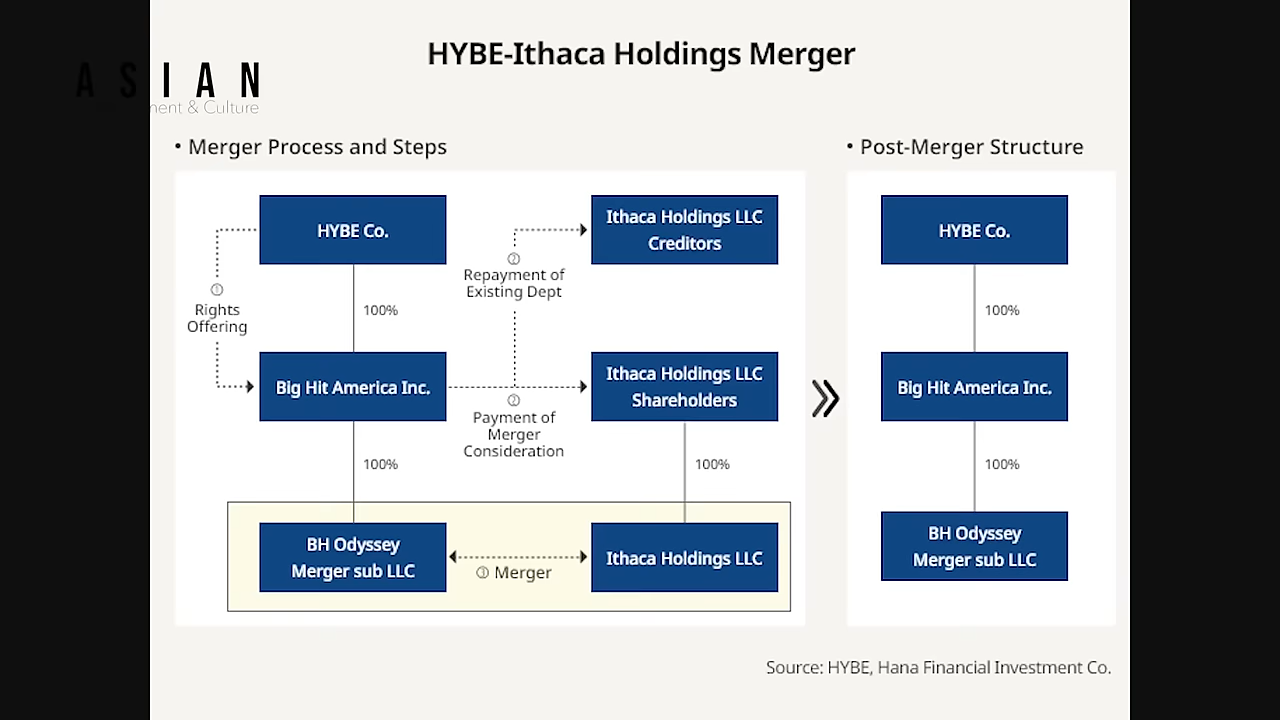 HYBE-Ithaca Holdings Merger
ASIAN
ment & Culture
• Merger Process and Steps
HYBE Co.
Ithaca Holdings LLC
Creditors
①
Rights
Offering
100%
②
Repayment of
Existing Dept
Big Hit America Inc.
Ithaca Holdings LLC
Shareholders
②
Payment of
Merger
Consideration
100%
100%
BH Odyssey
Merger sub LLC
③ Merger
Ithaca Holdings LLC
• Post-Merger Structure
HYBE Co.
100%
Big Hit America Inc.
100%
BH Odyssey
Merger sub LLC
Source: HYBE, Hana Financial Investment Co.